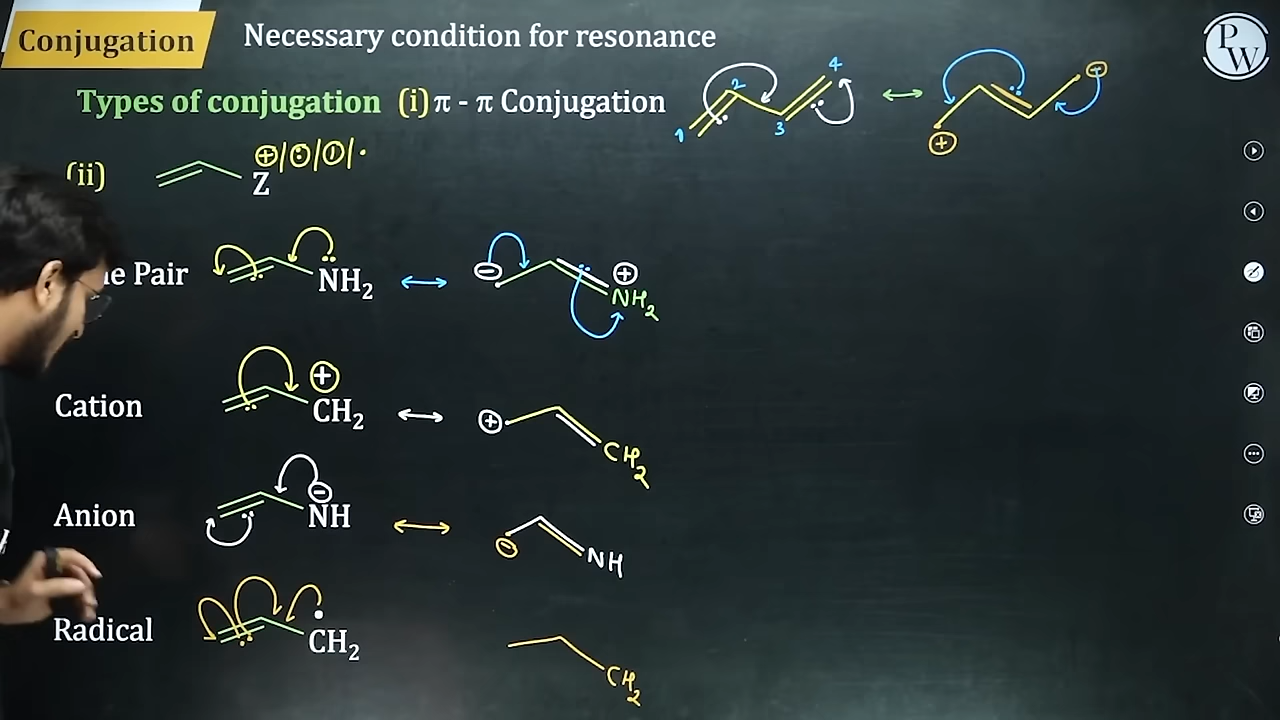 Conjugation Necessary condition for resonance
PW
Types of conjugation (i) π - π Conjugation 1 2 3 4 ↔ ⊕ ⊕
(ii) Z ⊕|⊙|⊖|·
Pair NH₂ ↔ ⊖ ⊕ NH₂
Cation ⊕ CH₂ ↔ ⊕ CH₂
Anion ⊖ NH ↔ ⊖ NH
Radical CH₂ CH₂